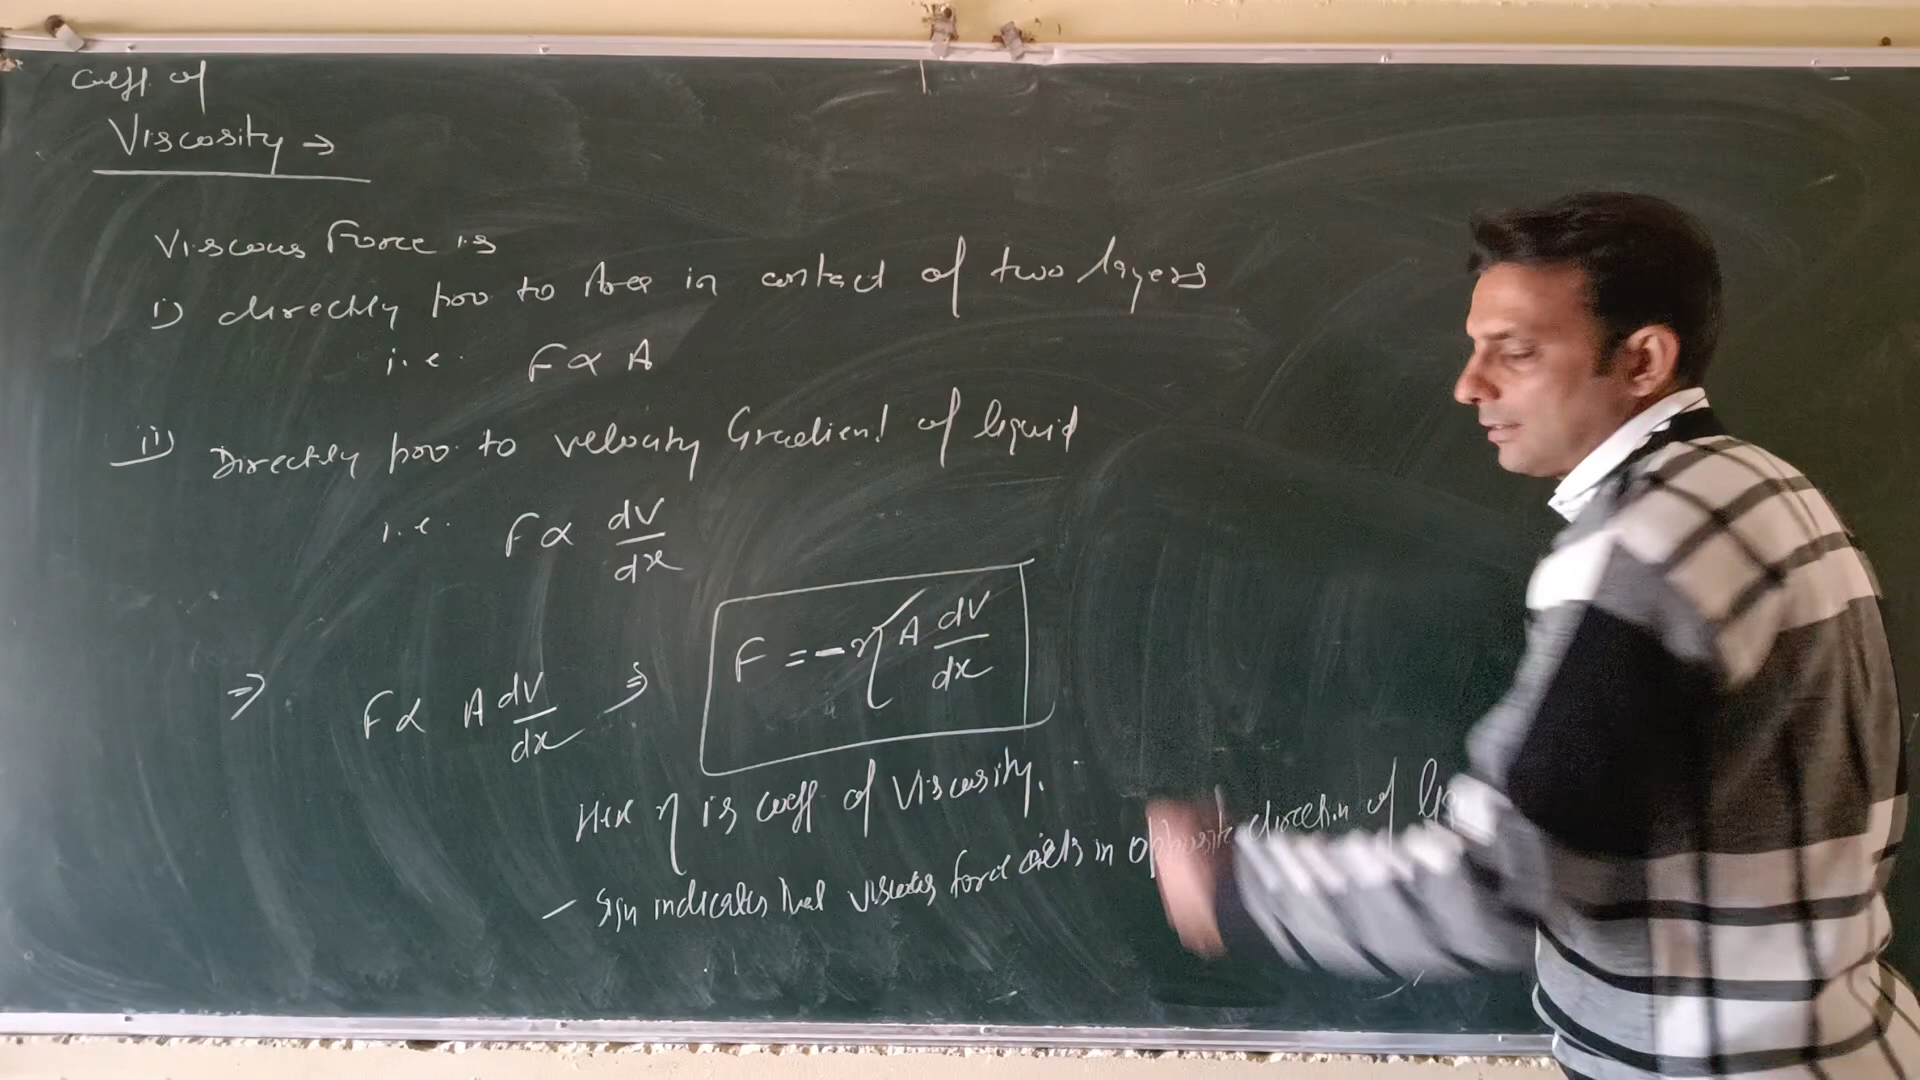 Coeff. of
Viscosity →
Viscous Force is
i) directly pro to Area in contact of two layers
i.e. F ∝ A
ii) Directly pro. to velocity Gradient of liquid
i.e. F ∝ dV/dx
⇒ F ∝ A dV/dx ⇒ F = -η A dV/dx
Here η is coeff of Viscosity.
- Sign indicates that viscous force acts in opposite direction of